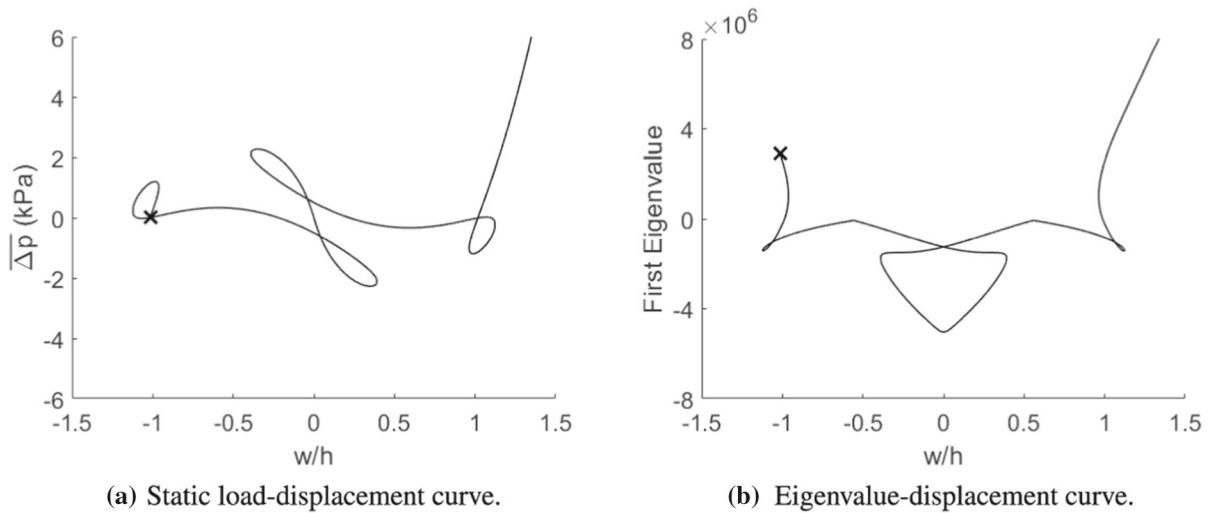 6
4
2
0
-2
-4
-6
-1.5 -1 -0.5 0 0.5 1 1.5
Δp (kPa)
w/h
(a) Static load-displacement curve.
×10⁶
8
4
0
-4
-8
-1.5 -1 -0.5 0 0.5 1 1.5
First Eigenvalue
w/h
(b) Eigenvalue-displacement curve.